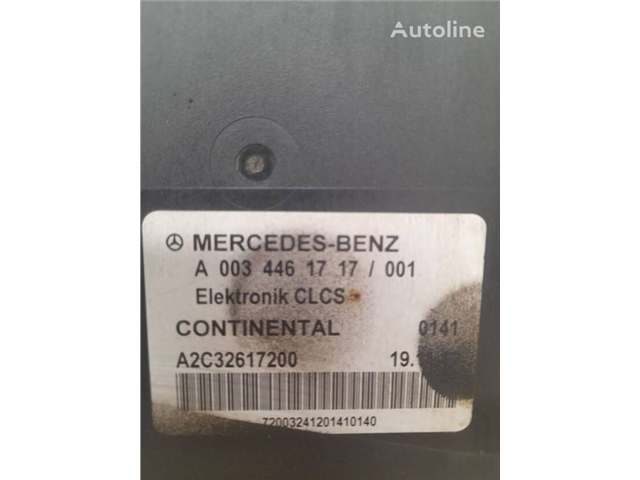 Autoline
MERCEDES-BENZ
A 003 446 17 17 / 001
Elektronik CLCS
CONTINENTAL 0141
A2C32617200 19.
72003241201410140